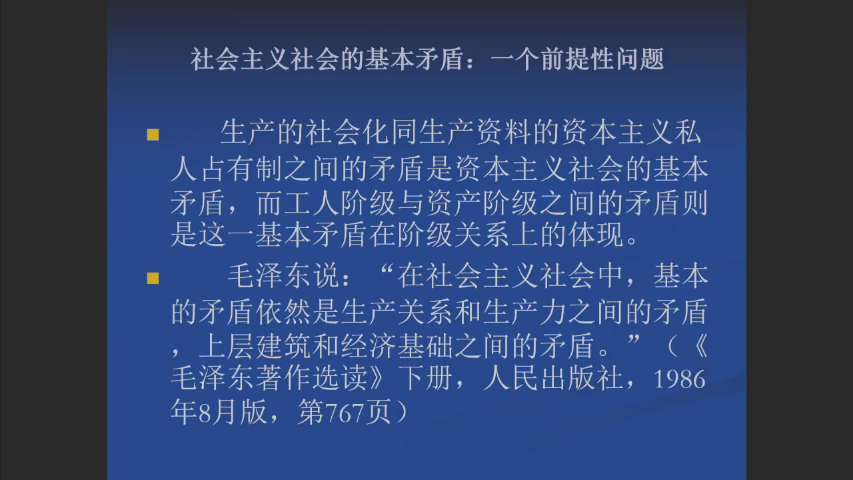 社会主义社会的基本矛盾：一个前提性问题
生产的社会化同生产资料的资本主义私
人占有制之间的矛盾是资本主义社会的基本
矛盾，而工人阶级与资产阶级之间的矛盾则
是这一基本矛盾在阶级关系上的体现。
毛泽东说：“在社会主义社会中，基本
的矛盾依然是生产关系和生产力之间的矛盾
，上层建筑和经济基础之间的矛盾。”（《
毛泽东著作选读》下册，人民出版社，1986
年8月版，第767页）